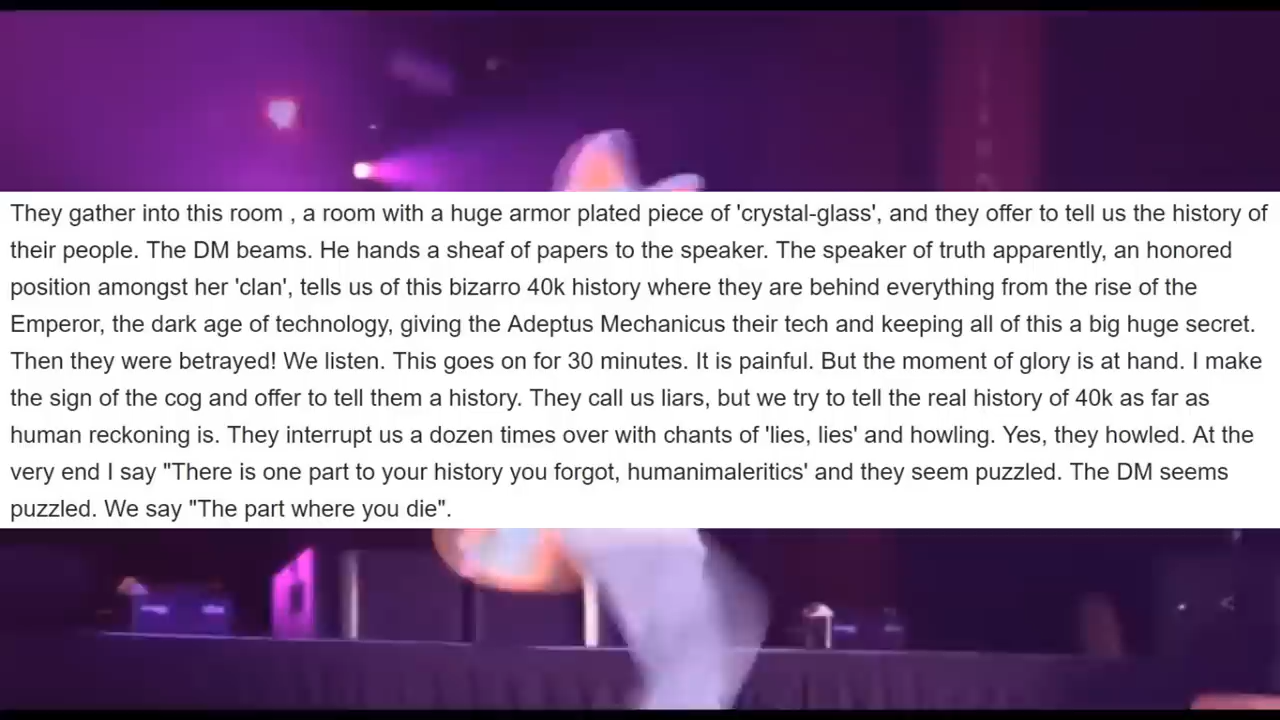 They gather into this room , a room with a huge armor plated piece of 'crystal-glass', and they offer to tell us the history of
their people. The DM beams. He hands a sheaf of papers to the speaker. The speaker of truth apparently, an honored
position amongst her 'clan', tells us of this bizarro 40k history where they are behind everything from the rise of the
Emperor, the dark age of technology, giving the Adeptus Mechanicus their tech and keeping all of this a big huge secret.
Then they were betrayed! We listen. This goes on for 30 minutes. It is painful. But the moment of glory is at hand. I make
the sign of the cog and offer to tell them a history. They call us liars, but we try to tell the real history of 40k as far as
human reckoning is. They interrupt us a dozen times over with chants of 'lies, lies' and howling. Yes, they howled. At the
very end I say "There is one part to your history you forgot, humanimaleritics' and they seem puzzled. The DM seems
puzzled. We say "The part where you die".